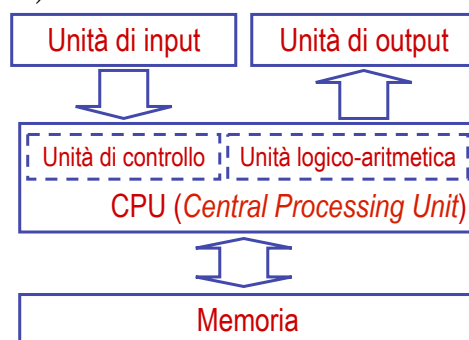 Unità di input
Unità di output
Unità di controllo
Unità logico-aritmetica
CPU (Central Processing Unit)
Memoria